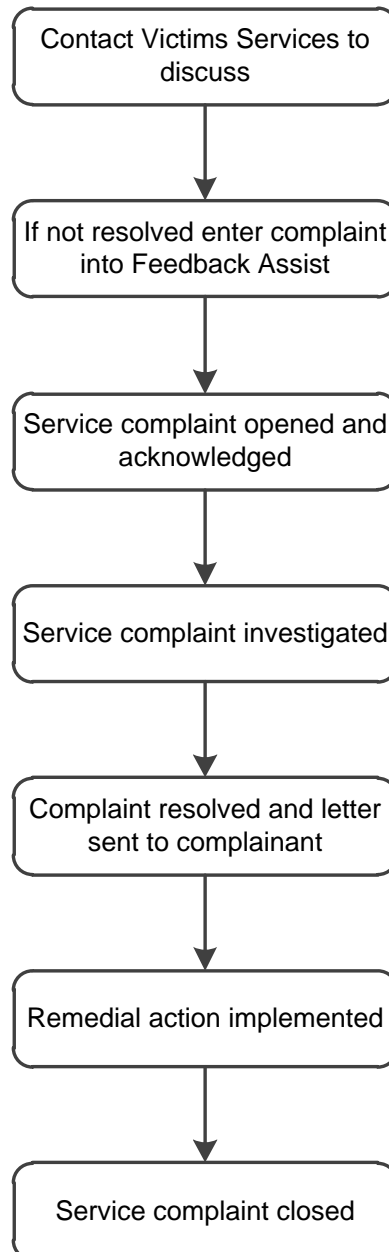 Contact Victims Services to
discuss
If not resolved enter complaint
into Feedback Assist
Service complaint opened and
acknowledged
Service complaint investigated
Complaint resolved and letter
sent to complainant
Remedial action implemented
Service complaint closed